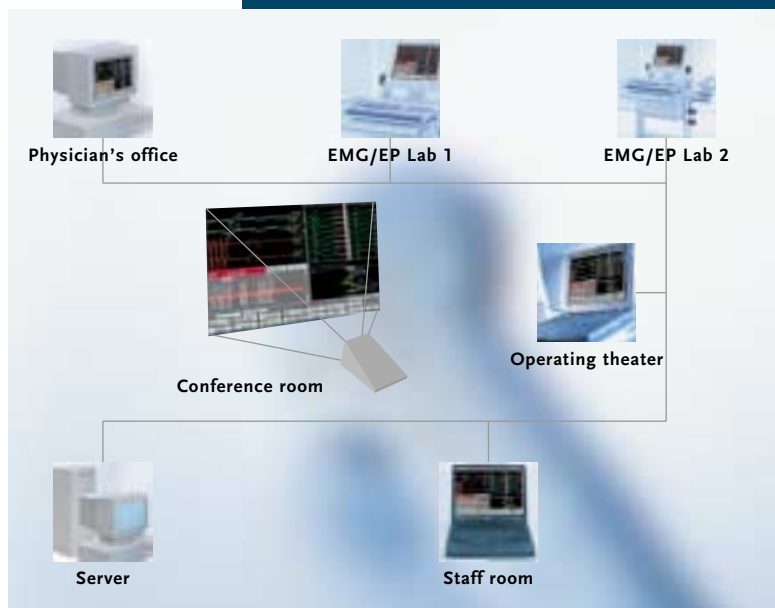 Physician's office
EMG/EP Lab 1
EMG/EP Lab 2
Operating theater
Conference room
Server
Staff room